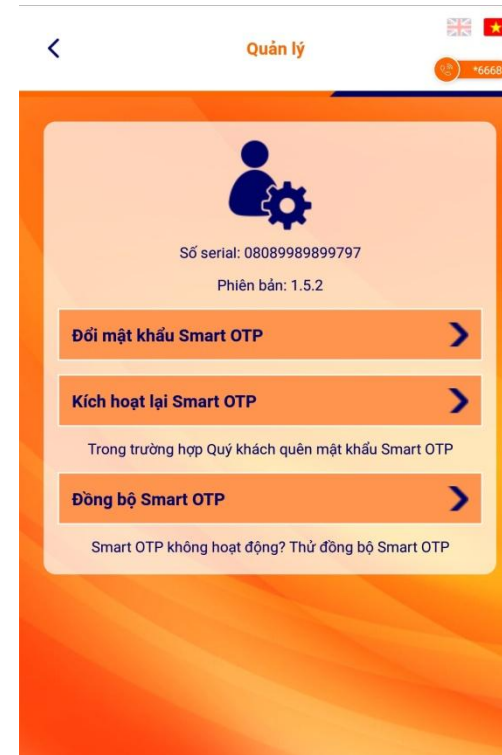 Quản lý
*6668
Số serial: 08089989899797
Phiên bản: 1.5.2
Đổi mật khẩu Smart OTP
Kích hoạt lại Smart OTP
Trong trường hợp Quý khách quên mật khẩu Smart OTP
Đồng bộ Smart OTP
Smart OTP không hoạt động? Thử đồng bộ Smart OTP